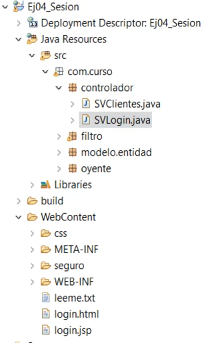 Ej04_Sesion
Deployment Descriptor: Ej04_Sesion
Java Resources
src
com.curso
controlador
SVClientes.java
SVLogin.java
filtro
modelo.entidad
oyente
Libraries
build
WebContent
css
META-INF
seguro
WEB-INF
leeme.txt
login.html
login.jsp